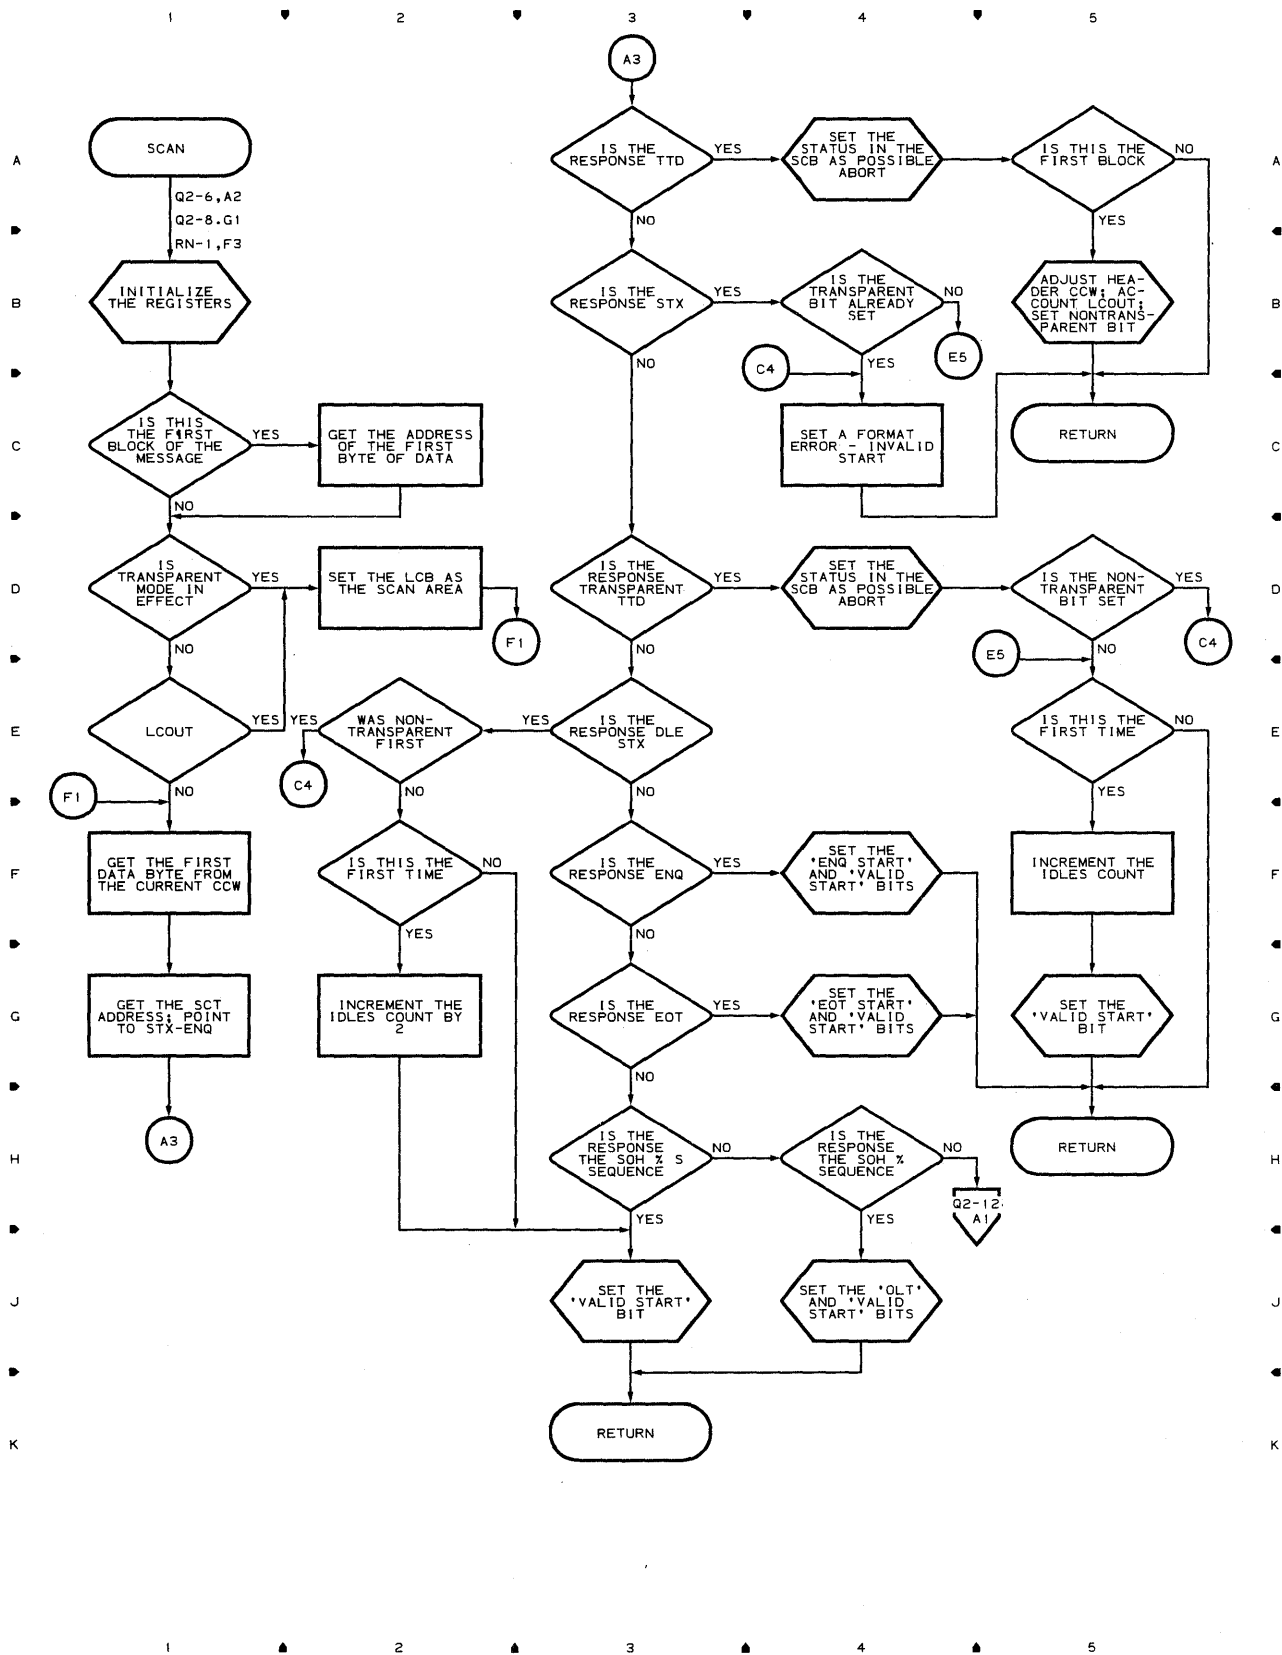 1 2 3 4 5
A3
SCAN
Q2-6,A2
Q2-8.G1
RN-1,F3
IS THE
RESPONSE TTD
YES
NO
SET THE
STATUS IN THE
SCB AS POSSIBLE
ABORT
IS THIS THE
FIRST BLOCK
NO
YES
A
A
INITIALIZE
THE REGISTERS
IS THE
RESPONSE STX
YES
NO
IS THE
TRANSPARENT
BIT ALREADY
SET
NO
YES
E5
C4
ADJUST HEA-
DER CCW; AC-
COUNT LCOUT;
SET NONTRANS-
PARENT BIT
B
B
IS THIS
THE FIRST
BLOCK OF THE
MESSAGE
YES
NO
GET THE ADDRESS
OF THE FIRST
BYTE OF DATA
SET A FORMAT
ERROR - INVALID
START
RETURN
C
C
IS
TRANSPARENT
MODE IN
EFFECT
YES
NO
SET THE LCB AS
THE SCAN AREA
F1
IS THE
RESPONSE
TRANSPARENT
TTD
YES
NO
SET THE
STATUS IN THE
SCB AS POSSIBLE
ABORT
IS THE NON-
TRANSPARENT
BIT SET
YES
NO
C4
E5
D
D
LCOUT
YES
NO
F1
WAS NON-
TRANSPARENT
FIRST
YES
NO
C4
IS THE
RESPONSE DLE
STX
YES
NO
IS THIS THE
FIRST TIME
NO
YES
E
E
GET THE FIRST
DATA BYTE FROM
THE CURRENT CCW
IS THIS THE
FIRST TIME
NO
YES
IS THE
RESPONSE ENQ
YES
NO
SET THE
'ENQ START'
AND 'VALID
START' BITS
INCREMENT THE
IDLES COUNT
F
F
GET THE SCT
ADDRESS; POINT
TO STX-ENQ
INCREMENT THE
IDLES COUNT BY
2
IS THE
RESPONSE EOT
YES
NO
SET THE
'EOT START'
AND 'VALID
START' BITS
SET THE
'VALID START'
BIT
G
G
A3
IS THE
RESPONSE
THE SOH % S
SEQUENCE
NO
YES
IS THE
RESPONSE
THE SOH %
SEQUENCE
NO
YES
Q2-12
A1
RETURN
H
H
SET THE
'VALID START'
BIT
SET THE 'OLT'
AND 'VALID
START' BITS
J
J
RETURN
K
K
1 2 3 4 5